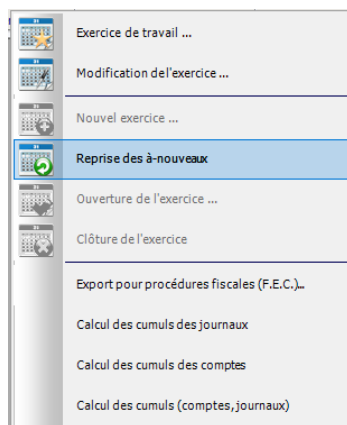 Exercice de travail ...
Modification de l'exercice ...
Nouvel exercice ...
Reprise des à-nouveaux
Ouverture de l'exercice ...
Clôture de l'exercice
Export pour procédures fiscales (F.E.C.)...
Calcul des cumuls des journaux
Calcul des cumuls des comptes
Calcul des cumuls (comptes, journaux)